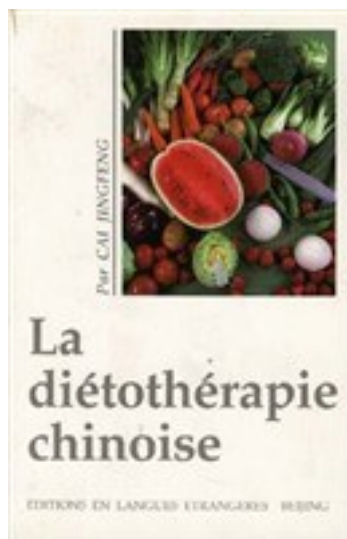 Par CAI JINGFENG
La
diétothérapie
chinoise
EDITIONS EN LANGUES ETRANGERES BEIJING